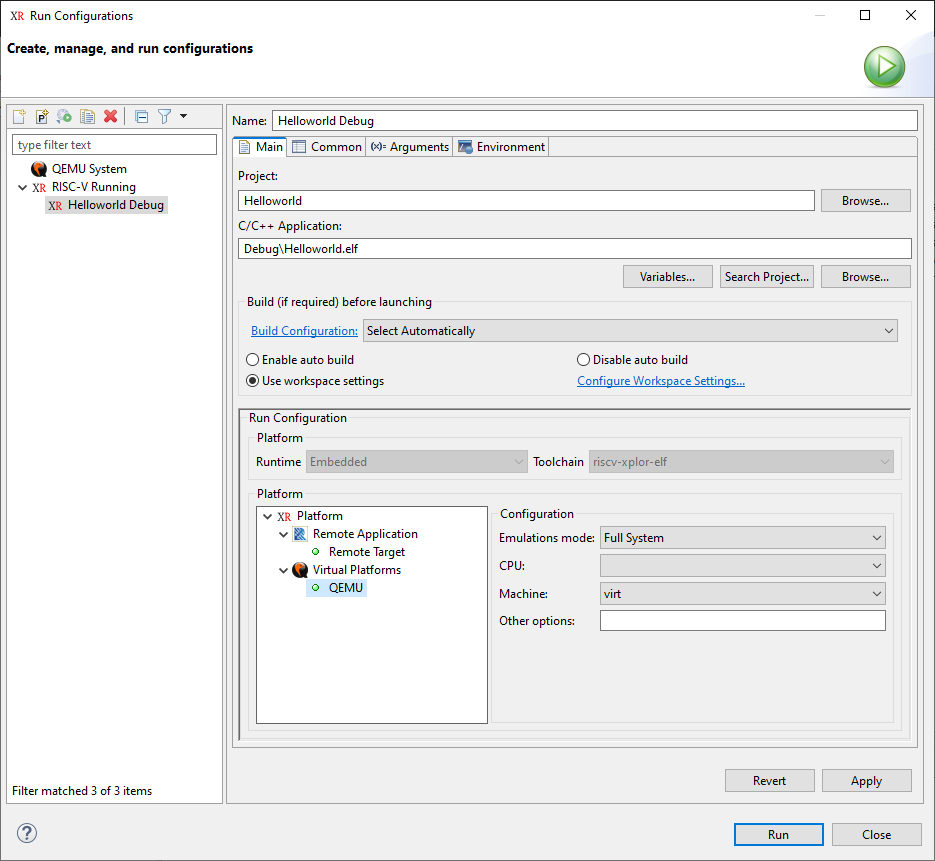 XR Run Configurations
Create, manage, and run configurations
P
type filter text
QEMU System
XR RISC-V Running
XR Helloworld Debug
Filter matched 3 of 3 items
Name: Helloworld Debug
Main Common (x)= Arguments Environment
Project:
Helloworld Browse...
C/C++ Application:
Debug\Helloworld.elf
Variables... Search Project... Browse...
Build (if required) before launching
Build Configuration: Select Automatically
Enable auto build Disable auto build
Use workspace settings Configure Workspace Settings...
Run Configuration
Platform
Runtime Embedded Toolchain riscv-xplor-elf
Platform
XR Platform
Remote Application
Remote Target
Virtual Platforms
QEMU
Configuration
Emulations mode: Full System
CPU:
Machine: virt
Other options:
Revert Apply
? Run Close